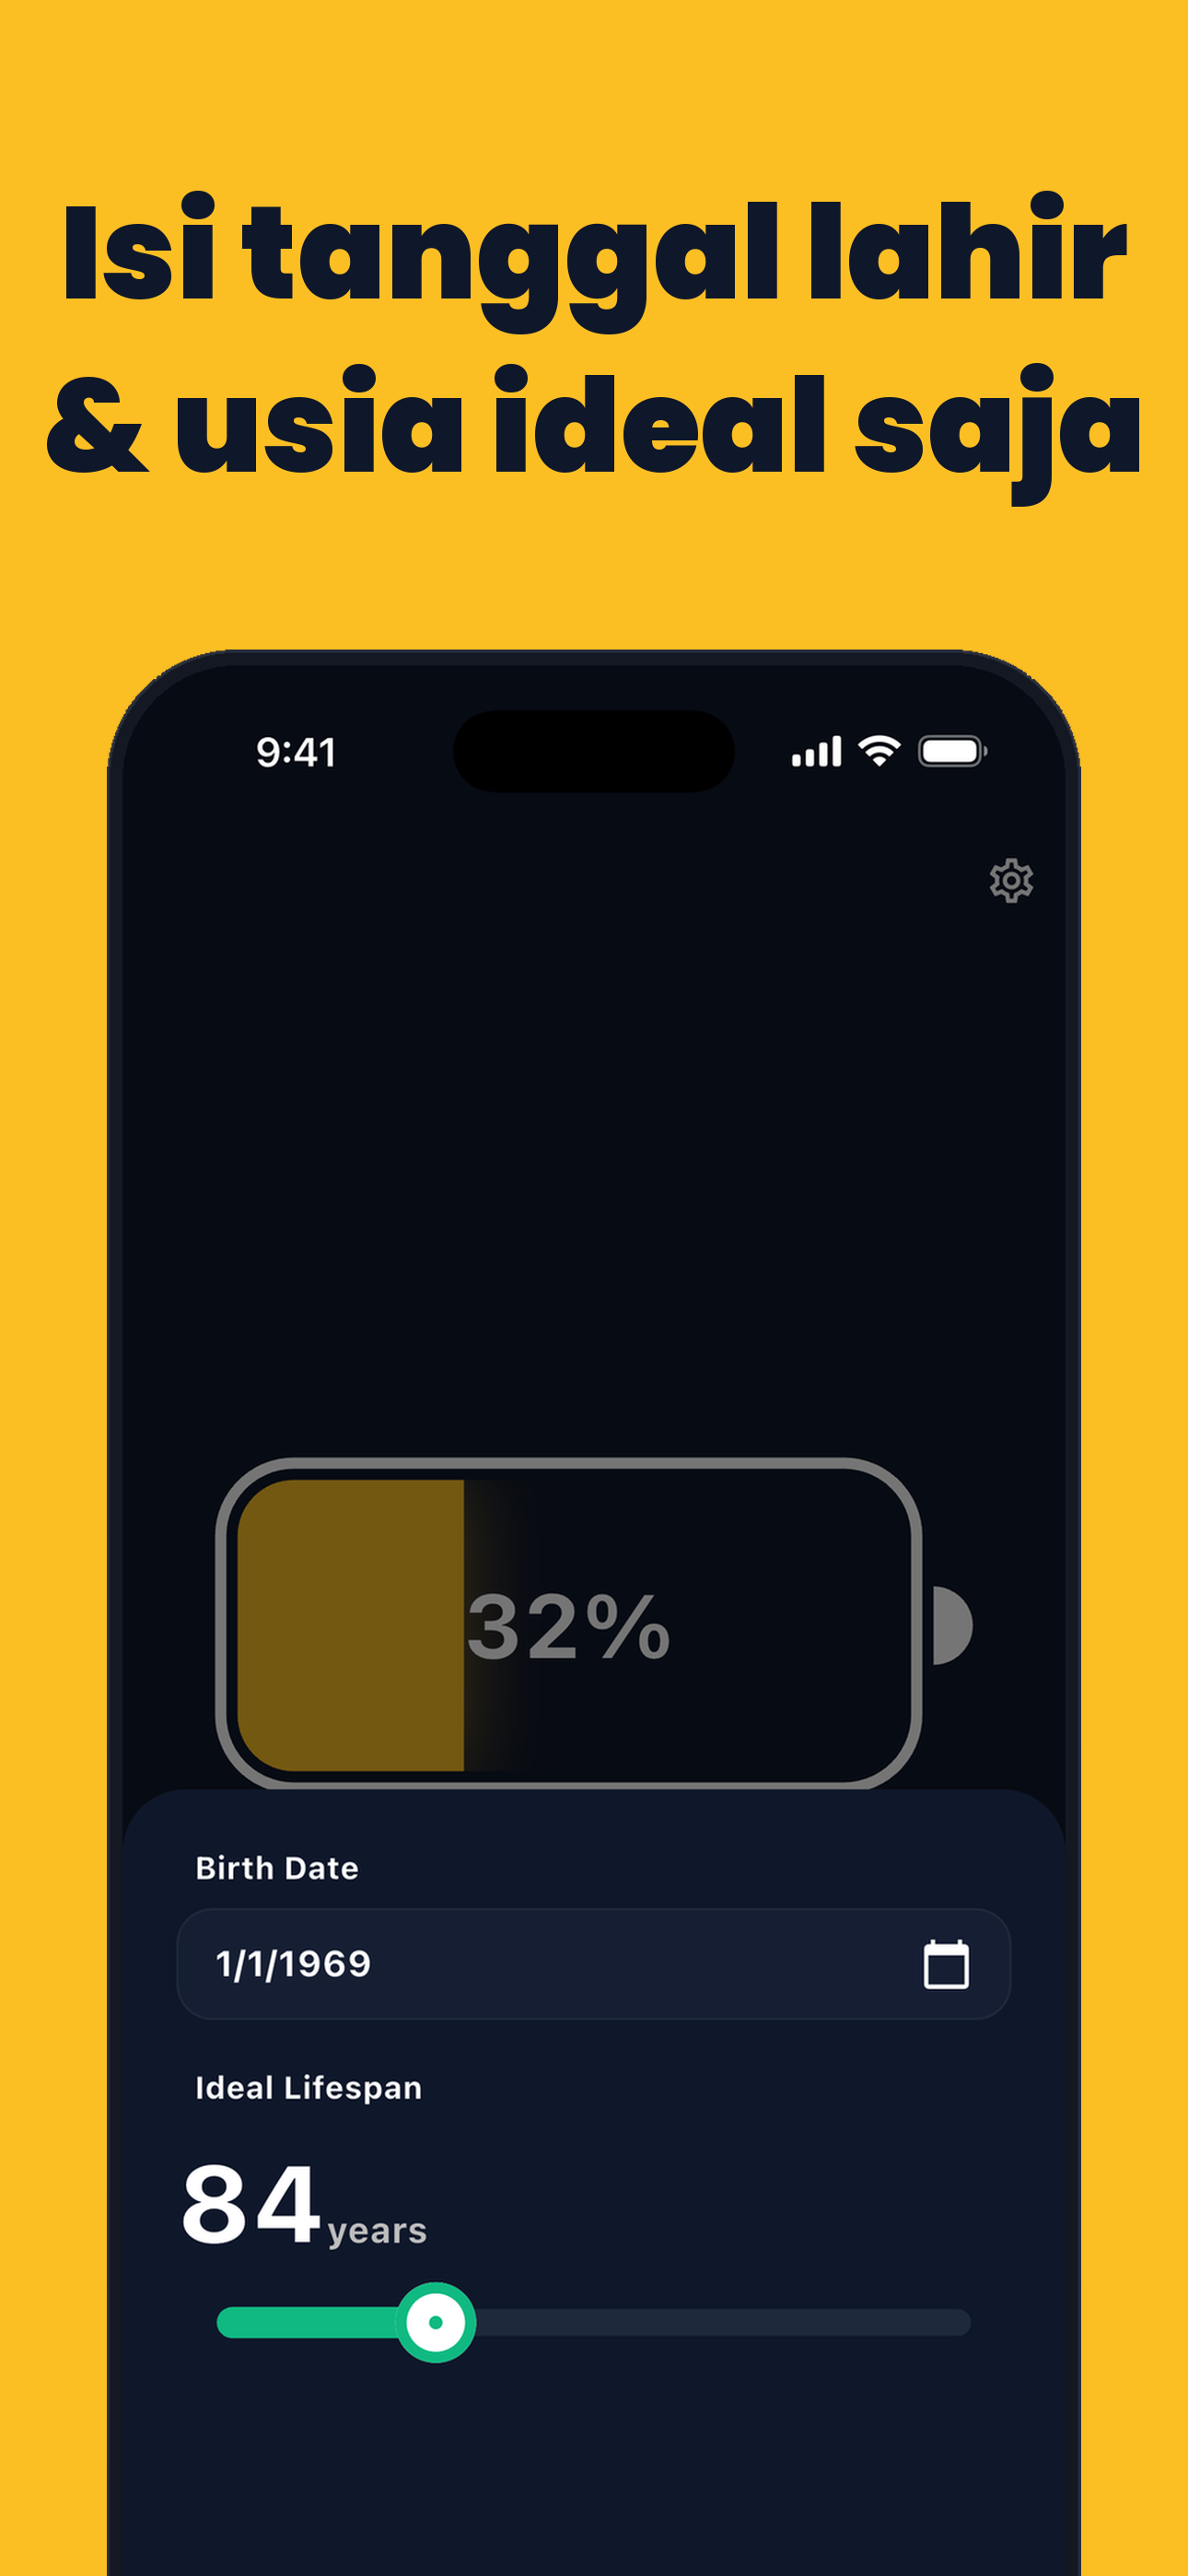 Isi tanggal lahir
& usia ideal saja
9:41
32%
Birth Date
1/1/1969
Ideal Lifespan
84 years